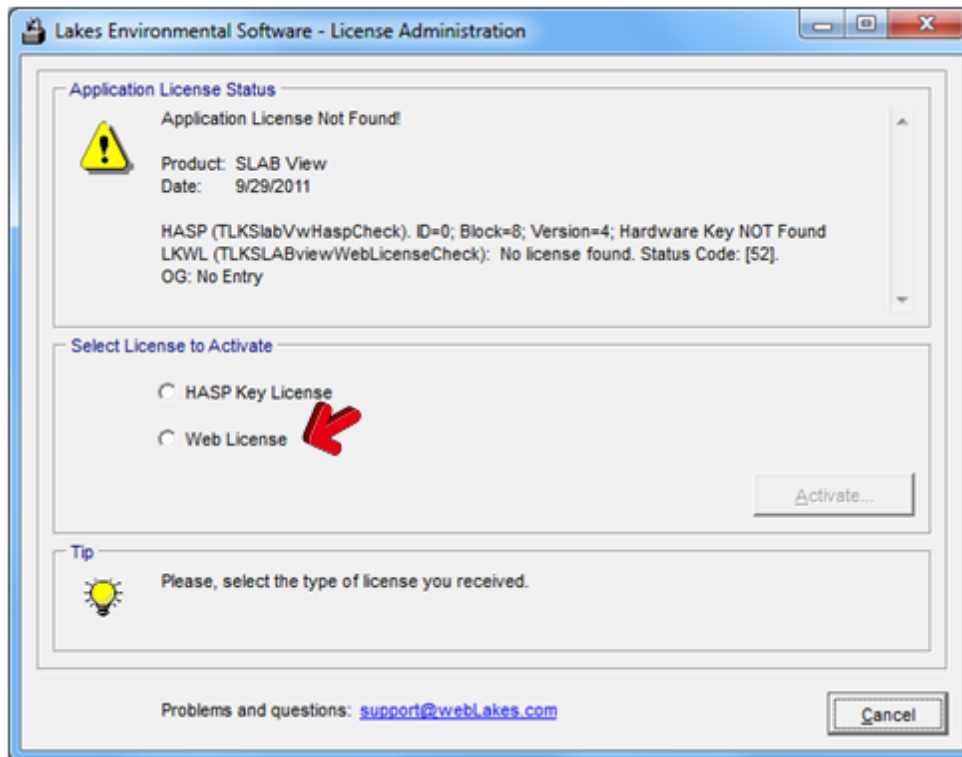 Lakes Environmental Software - License Administration
Application License Status
Application License Not Found!
Product: SLAB View
Date: 9/29/2011
HASP (TLKSlabVwHaspCheck). ID=0; Block=8; Version=4; Hardware Key NOT Found
LKWL (TLKSLABviewWebLicenseCheck): No license found. Status Code: [52].
OG: No Entry
Select License to Activate
HASP Key License
Web License
Activate...
Tip
Please, select the type of license you received.
Problems and questions: support@webLakes.com
Cancel